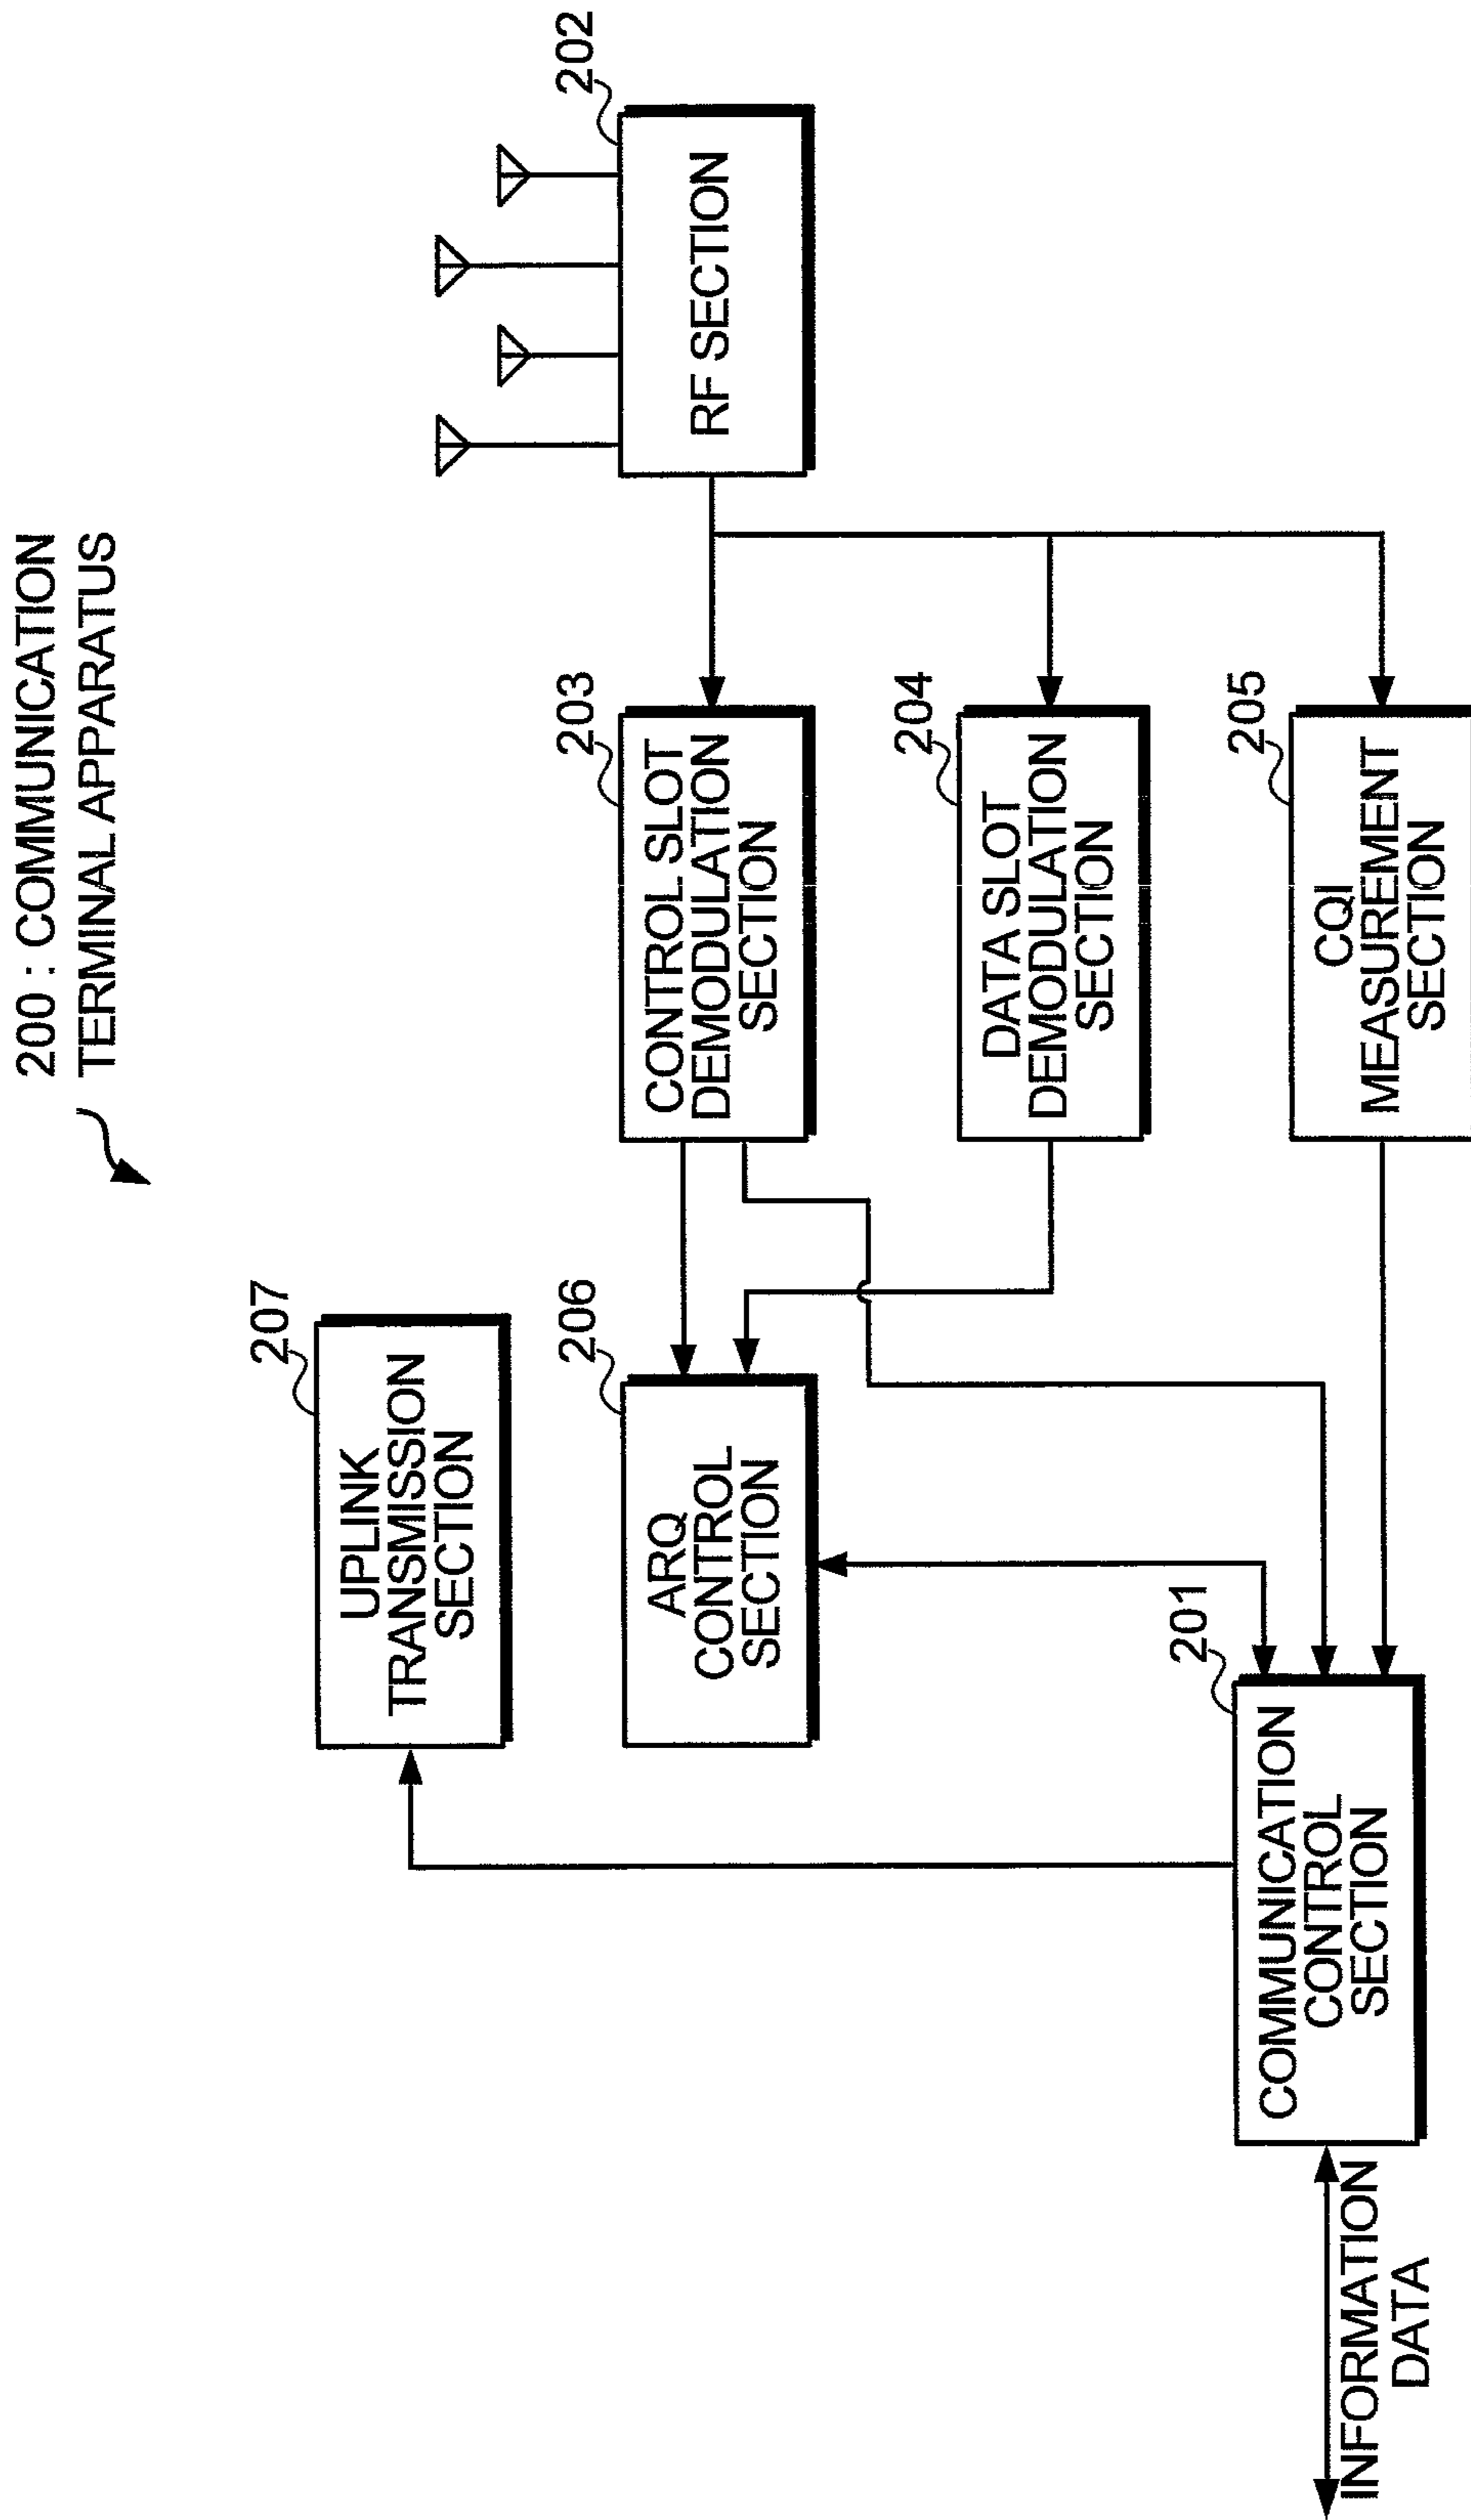 200 : COMMUNICATION
TERMINAL APPARATUS
207
UPLINK
TRANSMISSION
SECTION
202
RF SECTION
203
CONTROL SLOT
DEMODULATION
SECTION
206
ARQ
CONTROL
SECTION
204
DATA SLOT
DEMODULATION
SECTION
205
CQI
MEASUREMENT
SECTION
201
COMMUNICATION
CONTROL
SECTION
INFORMATION
DATA